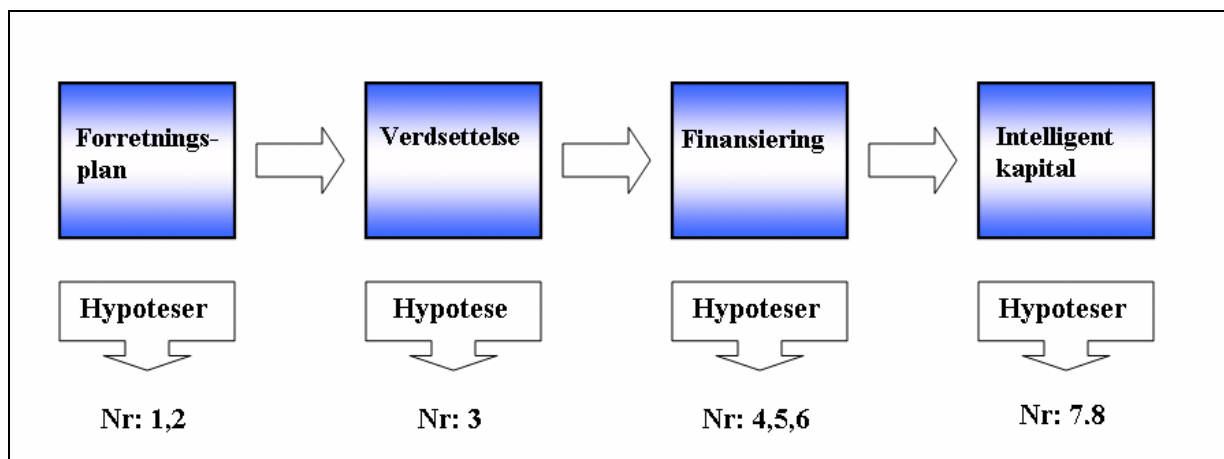 Forretnings-
plan
Verdsettelse
Finansiering
Intelligent
kapital
Hypoteser
Hypotese
Hypoteser
Hypoteser
Nr: 1,2
Nr: 3
Nr: 4,5,6
Nr: 7.8